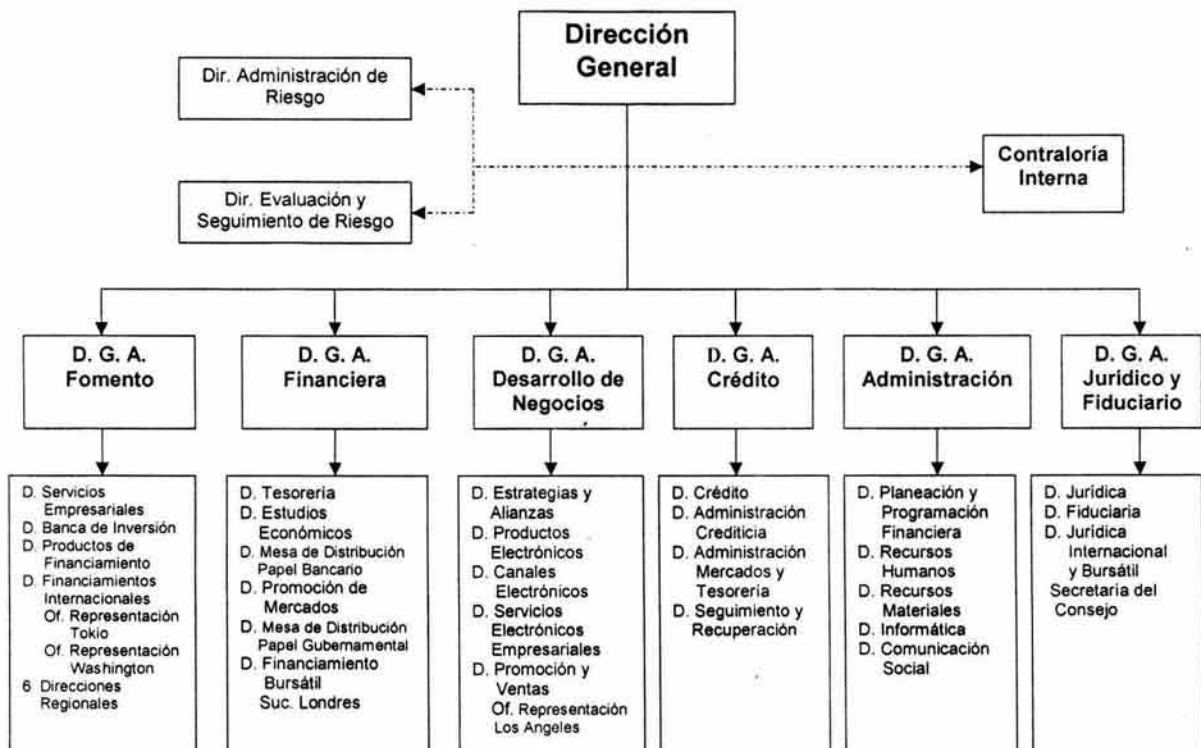 Dirección
General
Dir. Administración de
Riesgo
Contraloría
Interna
Dir. Evaluación y
Seguimiento de Riesgo
D. G. A.
Fomento
D. G. A.
Financiera
D. G. A.
Desarrollo de
Negocios
D. G. A.
Crédito
D. G. A.
Administración
D. G. A.
Jurídico y
Fiduciario
D. Servicios
Empresariales
D. Banca de Inversión
D. Productos de
Financiamiento
D. Financiamientos
Internacionales
Of. Representación
Tokio
Of. Representación
Washington
6 Direcciones
Regionales
D. Tesorería
D. Estudios
Económicos
D. Mesa de Distribución
Papel Bancario
D. Promoción de
Mercados
D. Mesa de Distribución
Papel Gubernamental
D. Financiamiento
Bursátil
Suc. Londres
D. Estrategias y
Alianzas
D. Productos
Electrónicos
D. Canales
Electrónicos
D. Servicios
Electrónicos
Empresariales
D. Promoción y
Ventas
Of. Representación
Los Angeles
D. Crédito
D. Administración
Crediticia
D. Administración
Mercados y
Tesorería
D. Seguimiento y
Recuperación
D. Planeación y
Programación
Financiera
D. Recursos
Humanos
D. Recursos
Materiales
D. Informática
D. Comunicación
Social
D. Jurídica
D. Fiduciaria
D. Jurídica
Internacional
y Bursátil
Secretaria del
Consejo